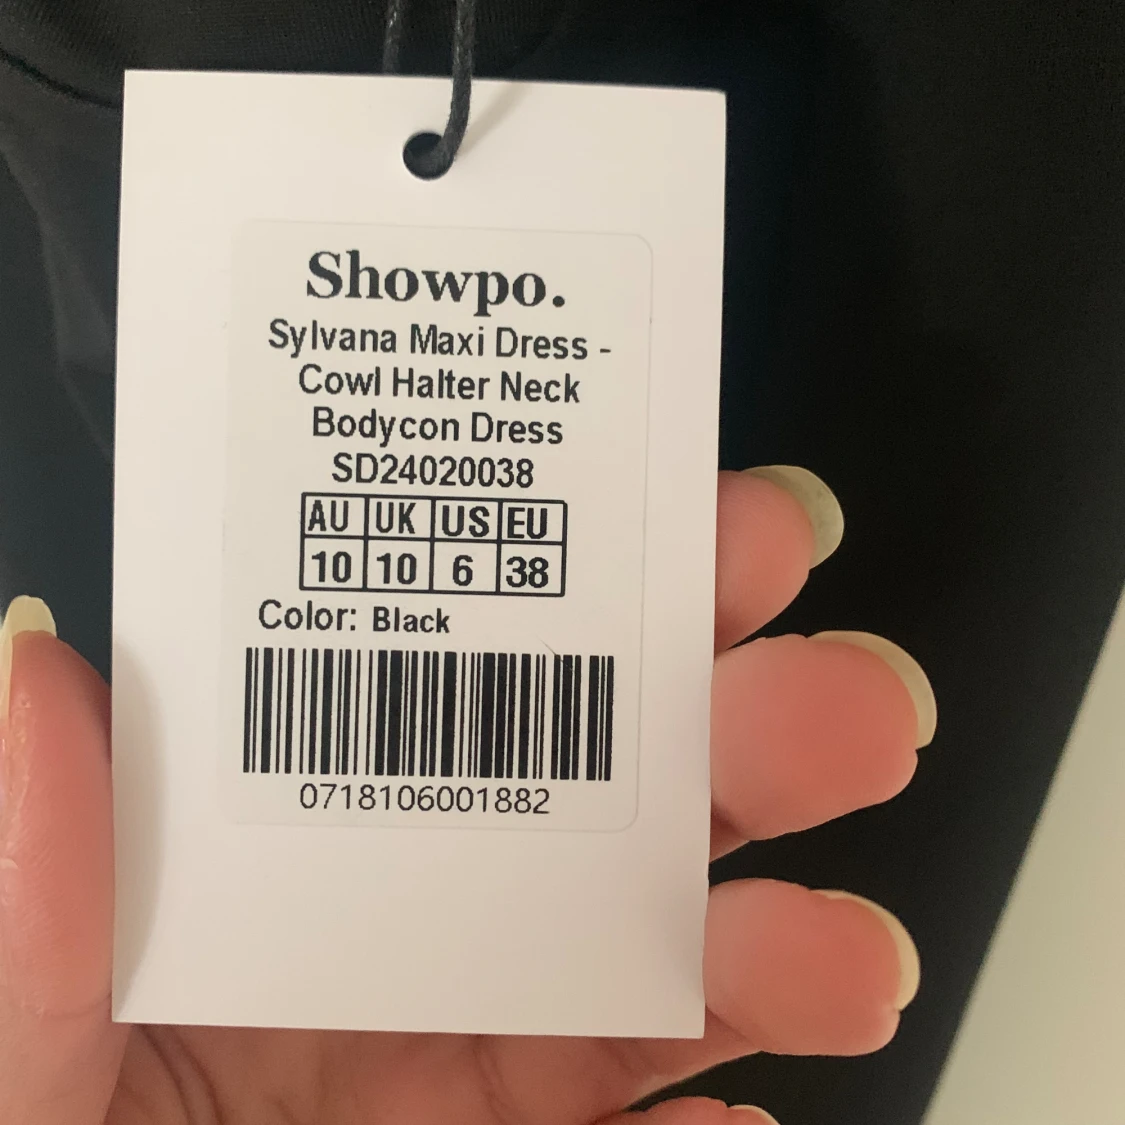 Showpo.
Sylvana Maxi Dress -
Cowl Halter Neck
Bodycon Dress
SD24020038
AU UK US EU
10 10 6 38
Color: Black
0718106001882